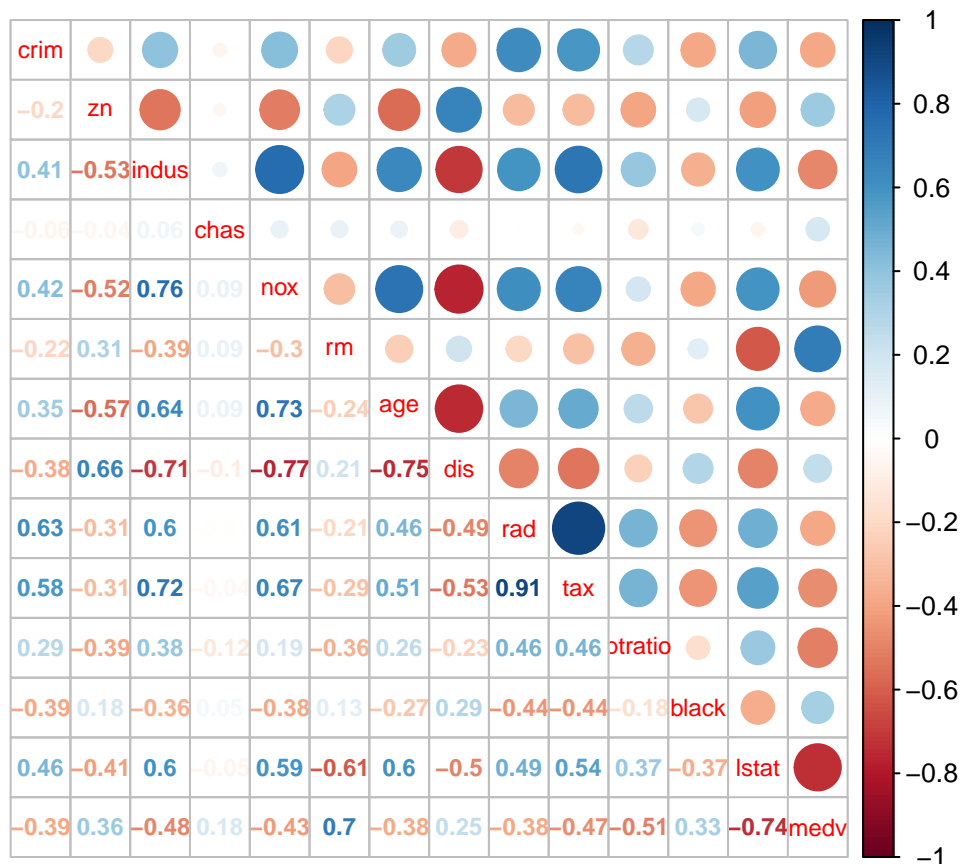 crim
−0.2 zn
0.41 −0.53 indus
−0.06 −0.04 0.06 chas
0.42 −0.52 0.76 0.09 nox
−0.22 0.31 −0.39 0.09 −0.3 rm
0.35 −0.57 0.64 0.09 0.73 −0.24 age
−0.38 0.66 −0.71 −0.1 −0.77 0.21 −0.75 dis
0.63 −0.31 0.6 0.61 −0.21 0.46 −0.49 rad
0.58 −0.31 0.72 −0.04 0.67 −0.29 0.51 −0.53 0.91 tax
0.29 −0.39 0.38 −0.12 0.19 −0.36 0.26 −0.23 0.46 0.46 ptratio
−0.39 0.18 −0.36 0.05 −0.38 0.13 −0.27 0.29 −0.44 −0.44 −0.18 black
0.46 −0.41 0.6 −0.05 0.59 −0.61 0.6 −0.5 0.49 0.54 0.37 −0.37 lstat
−0.39 0.36 −0.48 0.18 −0.43 0.7 −0.38 0.25 −0.38 −0.47 −0.51 0.33 −0.74 medv
1
0.8
0.6
0.4
0.2
0
−0.2
−0.4
−0.6
−0.8
−1